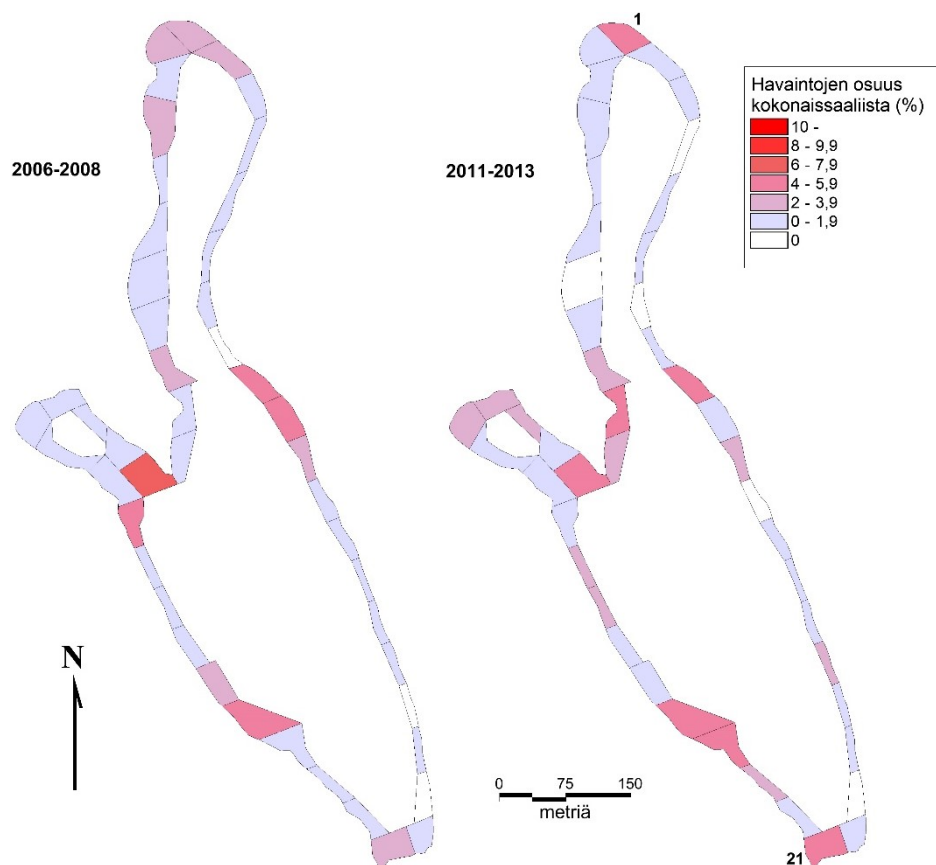 1
Havaintojen osuus
kokonaissaaliista (%)
10 -
8 - 9,9
6 - 7,9
4 - 5,9
2 - 3,9
0 - 1,9
0
2006-2008
2011-2013
N
0 75 150
metriä
21